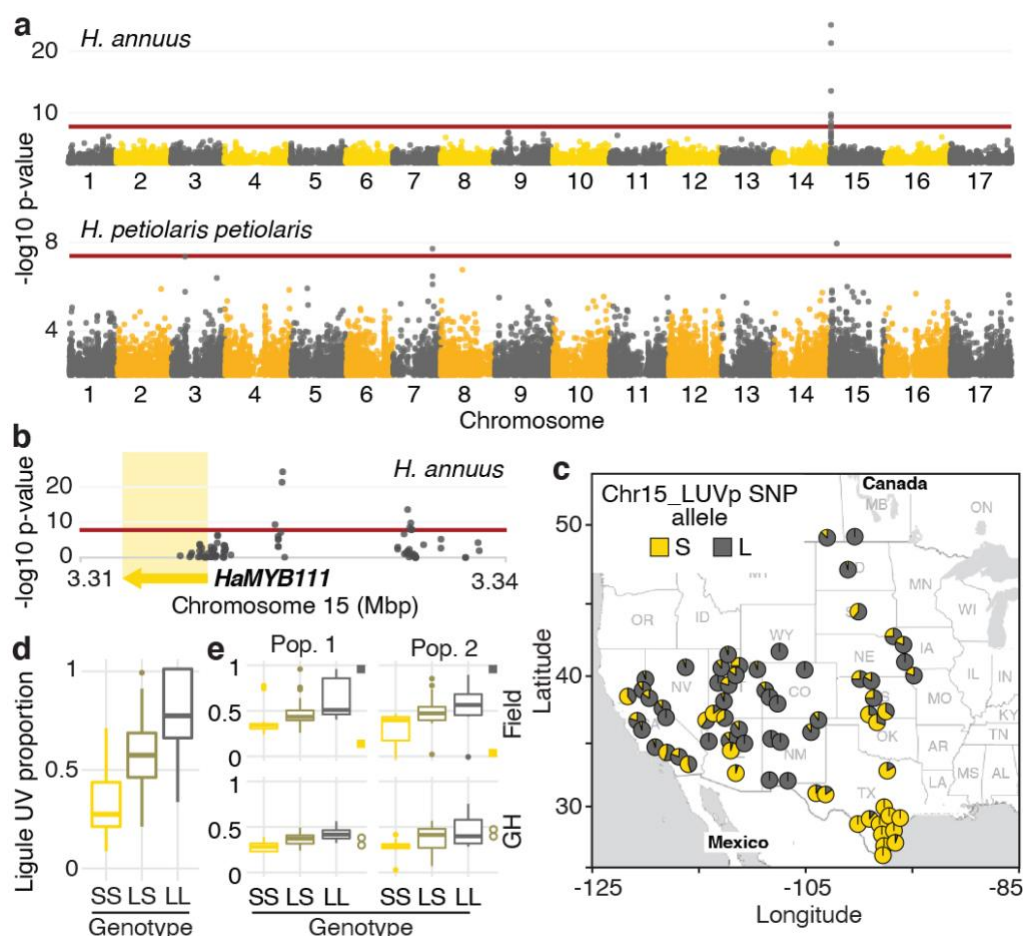 a
H. annuus
20
10
-log10 p-value
1 2 3 4 5 6 7 8 9 10 11 12 13 14 15 16 17
H. petiolaris petiolaris
8
4
1 2 3 4 5 6 7 8 9 10 11 12 13 14 15 16 17
Chromosome
b
-log10 p-value
H. annuus
20
10
0
3.31
HaMYB111
3.34
Chromosome 15 (Mbp)
c
Chr15_LUVp SNP
allele
S L
Canada
MB
ON
OR
ID
WY
MN
WI
IA
NE
NV
CO
IL
IN
MO
KY
OK
TN
NM
AR
MS
AL
TX
LA
Mexico
Latitude
50
40
30
-125 -105 -85
Longitude
d
Ligule UV proportion
1
0.5
0
SS LS LL
Genotype
e
Pop. 1 Pop. 2
1
0.5
0
Field
1
0.5
0
GH
SS LS LL SS LS LL
Genotype